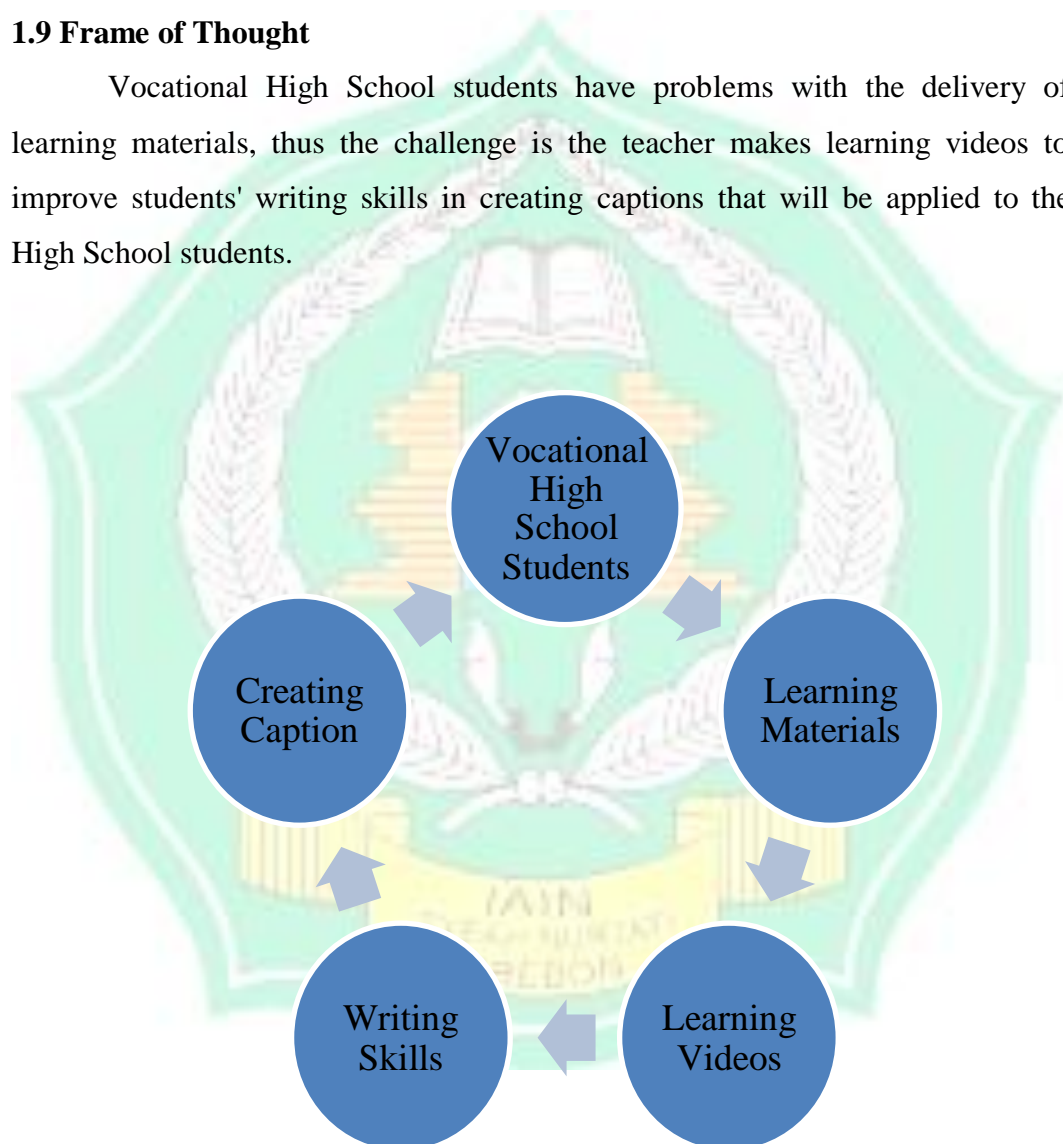 1.9 Frame of Thought
Vocational High School students have problems with the delivery of
learning materials, thus the challenge is the teacher makes learning videos to
improve students' writing skills in creating captions that will be applied to the
High School students.
Vocational
High
School
Students
Creating
Caption
Learning
Materials
Writing
Skills
Learning
Videos
IAIN